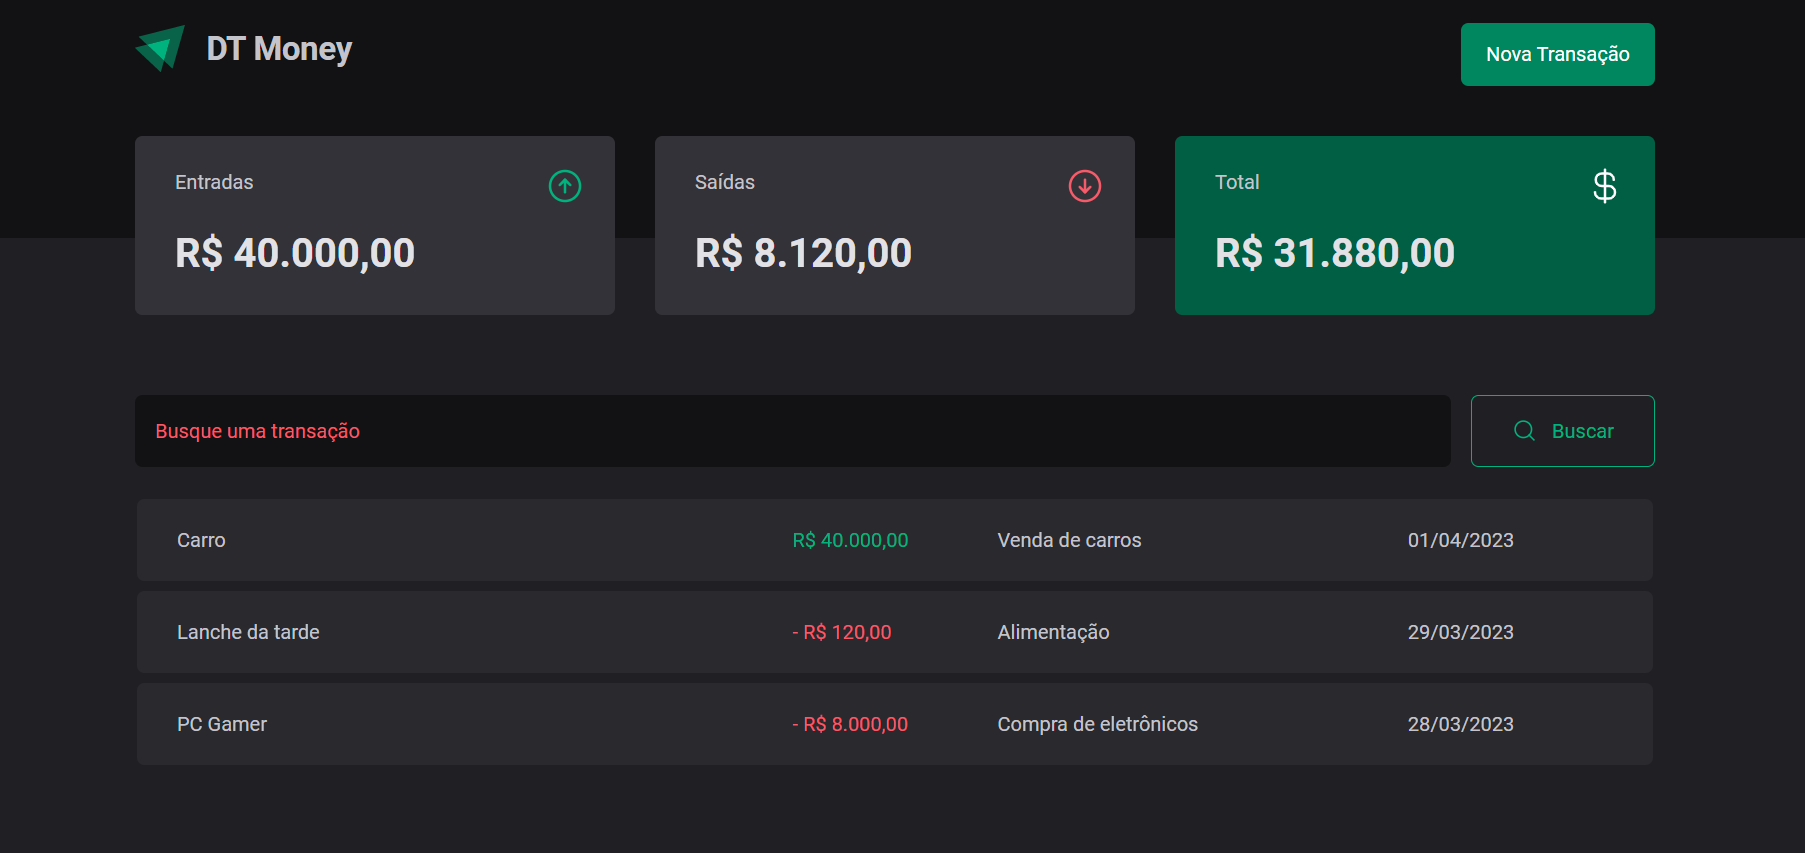 DT Money
Nova Transação
Entradas
R$ 40.000,00
Saídas
R$ 8.120,00
Total
$
R$ 31.880,00
Busque uma transação
Buscar
Carro R$ 40.000,00 Venda de carros 01/04/2023
Lanche da tarde - R$ 120,00 Alimentação 29/03/2023
PC Gamer - R$ 8.000,00 Compra de eletrônicos 28/03/2023